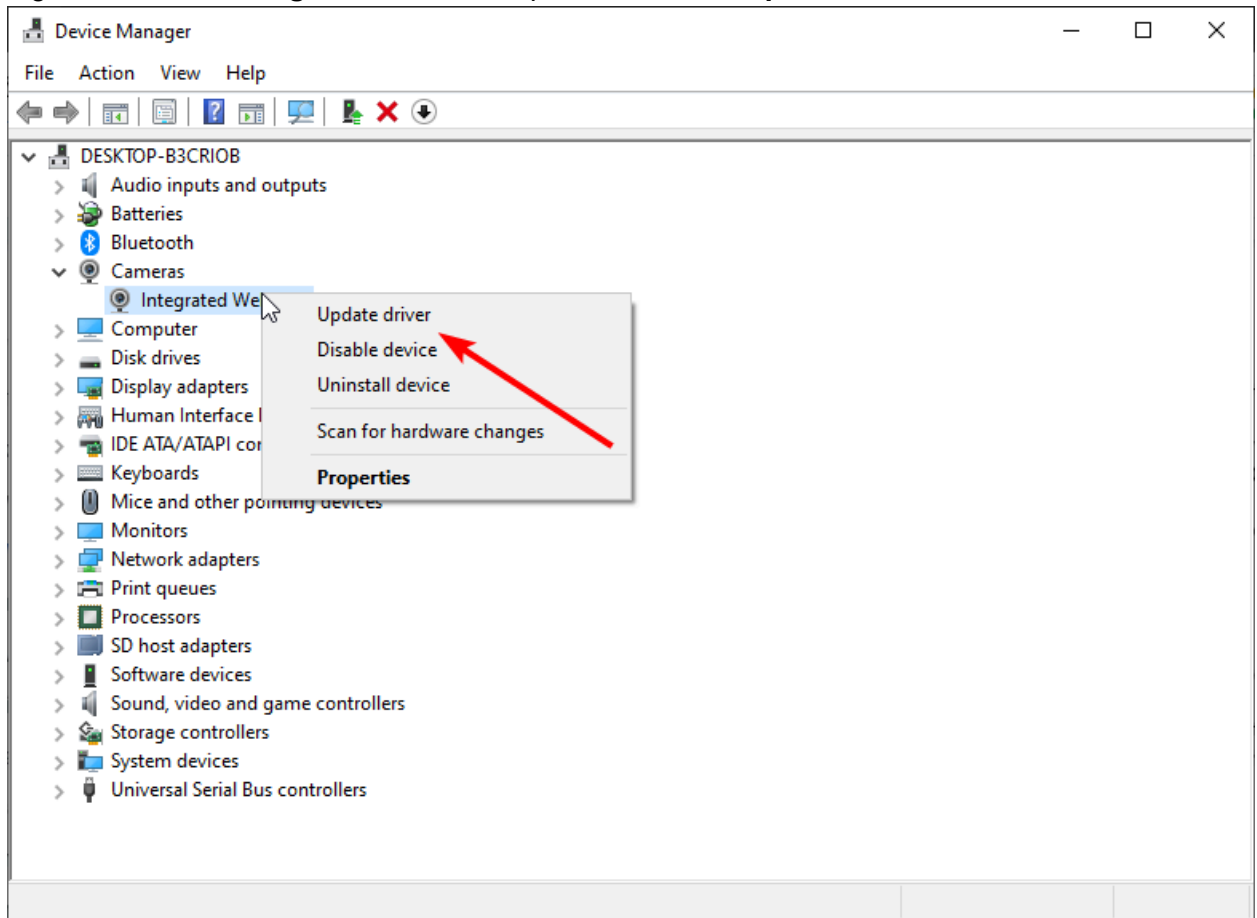 Device Manager
File Action View Help
DESKTOP-B3CRIOB
Audio inputs and outputs
Batteries
Bluetooth
Cameras
Integrated We
Update driver
Computer
Disable device
Disk drives
Uninstall device
Display adapters
Human Interface
Scan for hardware changes
IDE ATA/ATAPI
Keyboards
Properties
Mice and other pointing devices
Monitors
Network adapters
Print queues
Processors
SD host adapters
Software devices
Sound, video and game controllers
Storage controllers
System devices
Universal Serial Bus controllers